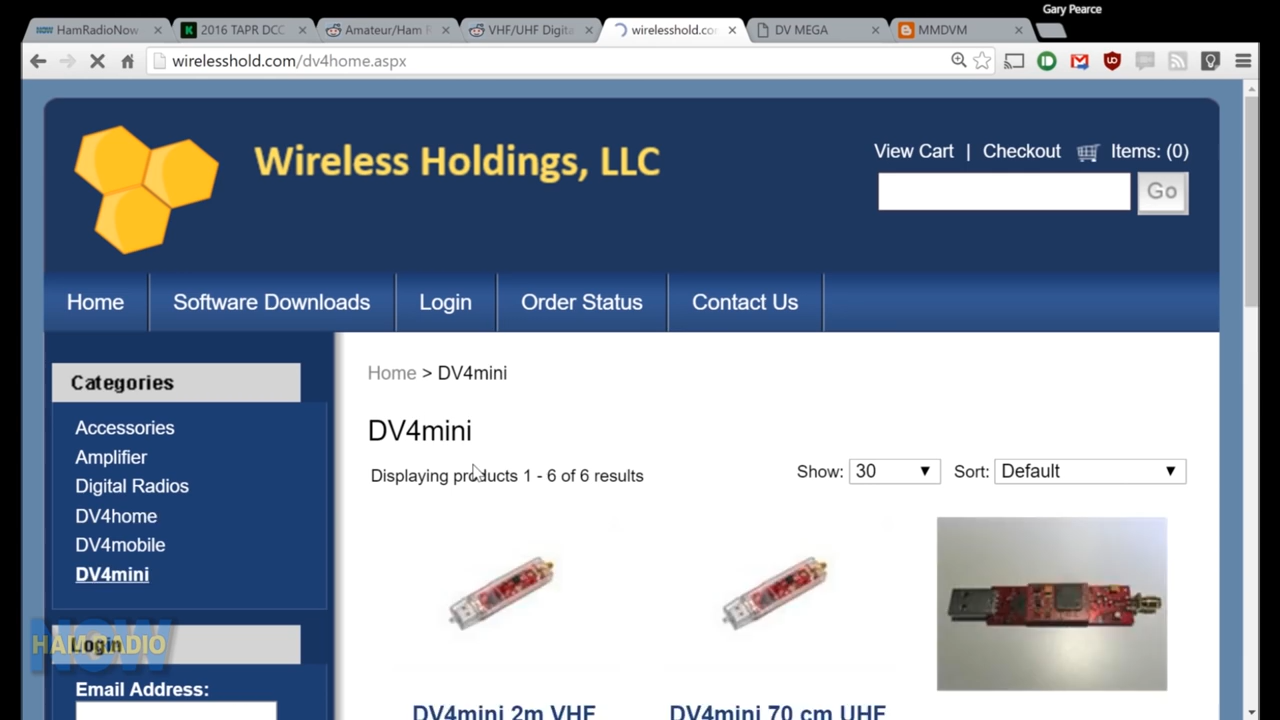 Gary Pearce
HamRadioNow
2016 TAPR DCC
Amateur/Ham R
VHF/UHF Digita
wirelesshold.co
DV MEGA
MMDVM
wirelesshold.com/dv4home.aspx
Wireless Holdings, LLC
View Cart | Checkout Items: (0)
Go
Home
Software Downloads
Login
Order Status
Contact Us
Categories
Accessories
Amplifier
Digital Radios
DV4home
DV4mobile
DV4mini
Home > DV4mini
DV4mini
Displaying products 1 - 6 of 6 results
Show: 30
Sort: Default
DV4mini 2m VHF
DV4mini 70 cm UHF
Login
Email Address:
HAM RADIO
NOW